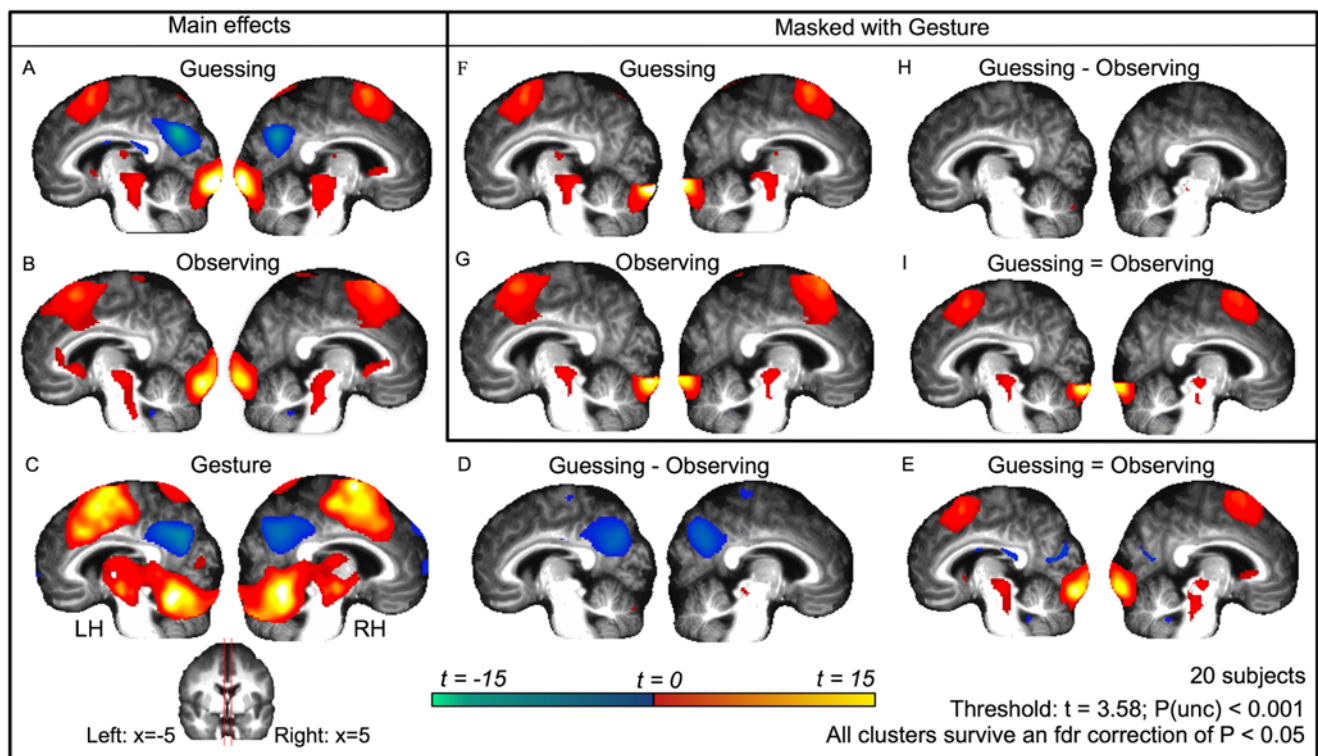 Main effects
Masked with Gesture
A
Guessing
F
Guessing
H
Guessing - Observing
B
Observing
G
Observing
I
Guessing = Observing
C
Gesture
D
Guessing - Observing
E
Guessing = Observing
LH
RH
Left: x=-5
Right: x=5
t = -15
t = 0
t = 15
20 subjects
Threshold: t = 3.58; P(unc) < 0.001
All clusters survive an fdr correction of P < 0.05